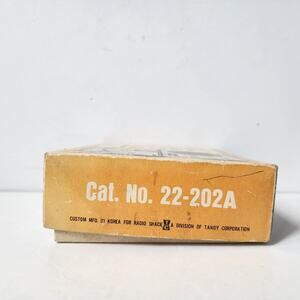 Cat. No. 22-202A
CUSTOM MFD. IN KOREA FOR RADIO SHACK A DIVISION OF TANDY CORPORATION